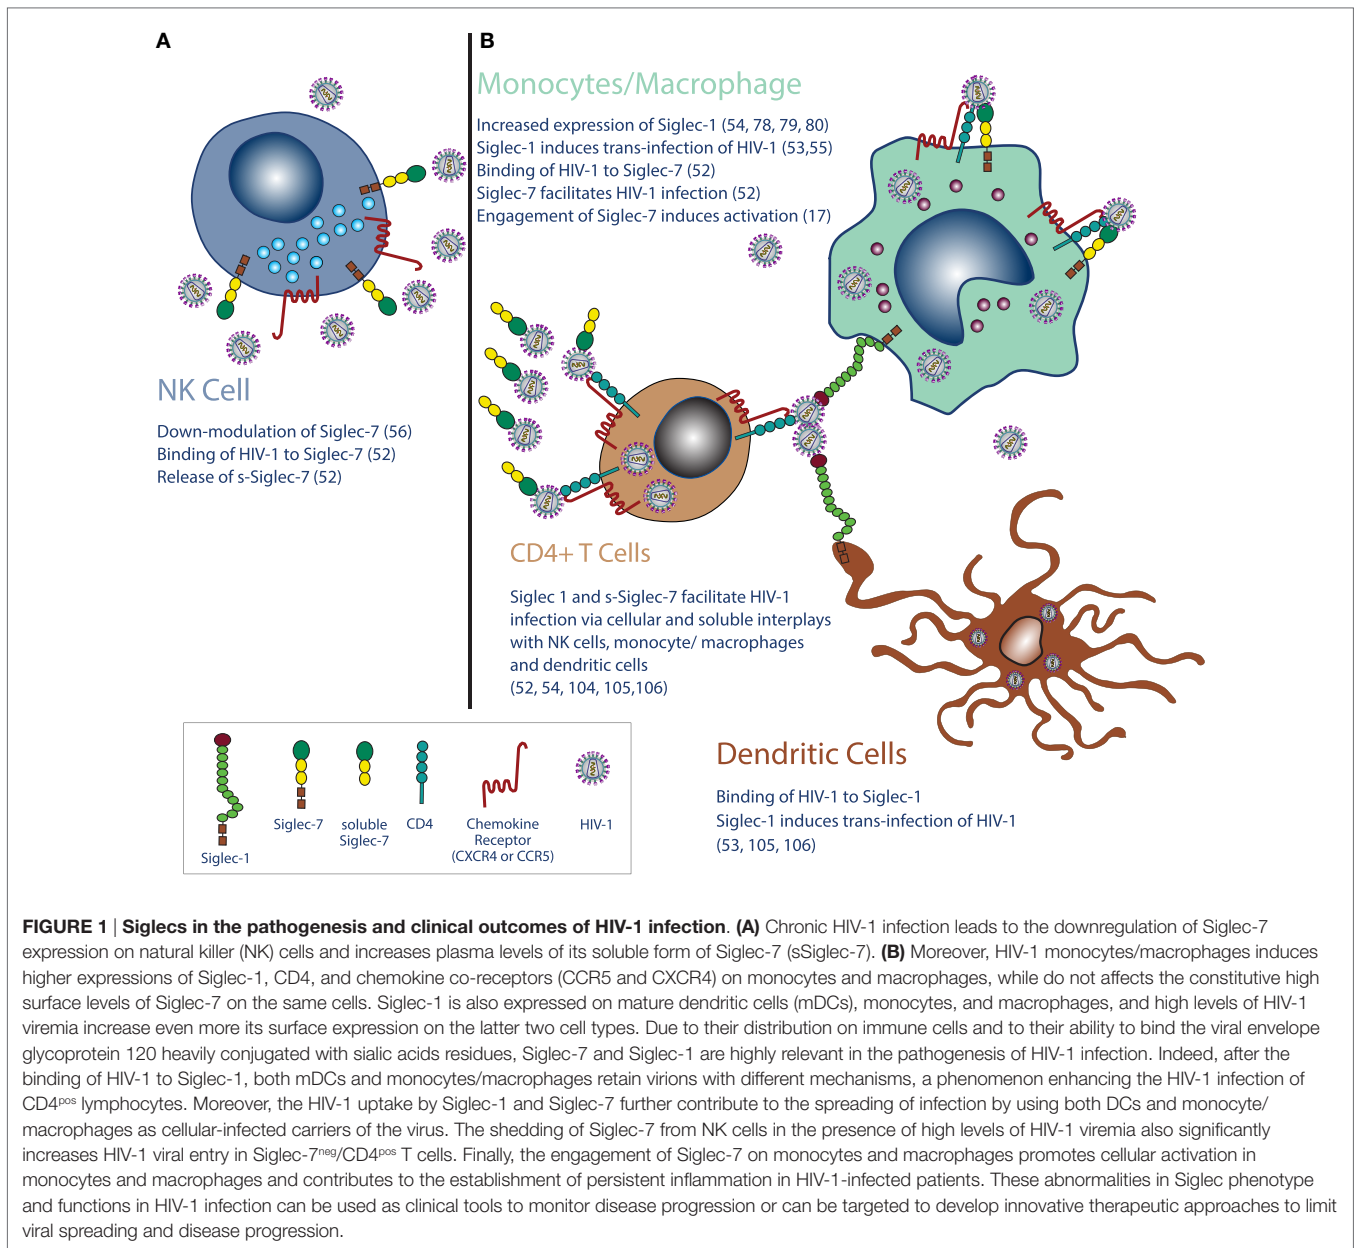 A
B
Monocytes/Macrophage
Increased expression of Siglec-1 (54, 78, 79, 80)
Siglec-1 induces trans-infection of HIV-1 (53,55)
Binding of HIV-1 to Siglec-7 (52)
Siglec-7 facilitates HIV-1 infection (52)
Engagement of Siglec-7 induces activation (17)
NK Cell
Down-modulation of Siglec-7 (56)
Binding of HIV-1 to Siglec-7 (52)
Release of s-Siglec-7 (52)
CD4+ T Cells
Siglec 1 and s-Siglec-7 facilitate HIV-1
infection via cellular and soluble interplays
with NK cells, monocyte/ macrophages
and dendritic cells
(52, 54, 104, 105,106)
Dendritic Cells
Binding of HIV-1 to Siglec-1
Siglec-1 induces trans-infection of HIV-1
(53, 105, 106)
Siglec-1
Siglec-7
soluble
Siglec-7
CD4
Chemokine
Receptor
(CXCR4 or CCR5)
HIV-1
FIGURE 1 | Siglecs in the pathogenesis and clinical outcomes of HIV-1 infection. (A) Chronic HIV-1 infection leads to the downregulation of Siglec-7
expression on natural killer (NK) cells and increases plasma levels of its soluble form of Siglec-7 (sSiglec-7). (B) Moreover, HIV-1 monocytes/macrophages induces
higher expressions of Siglec-1, CD4, and chemokine co-receptors (CCR5 and CXCR4) on monocytes and macrophages, while do not affects the constitutive high
surface levels of Siglec-7 on the same cells. Siglec-1 is also expressed on mature dendritic cells (mDCs), monocytes, and macrophages, and high levels of HIV-1
viremia increase even more its surface expression on the latter two cell types. Due to their distribution on immune cells and to their ability to bind the viral envelope
glycoprotein 120 heavily conjugated with sialic acids residues, Siglec-7 and Siglec-1 are highly relevant in the pathogenesis of HIV-1 infection. Indeed, after the
binding of HIV-1 to Siglec-1, both mDCs and monocytes/macrophages retain virions with different mechanisms, a phenomenon enhancing the HIV-1 infection of
CD4pos lymphocytes. Moreover, the HIV-1 uptake by Siglec-1 and Siglec-7 further contribute to the spreading of infection by using both DCs and monocyte/
macrophages as cellular-infected carriers of the virus. The shedding of Siglec-7 from NK cells in the presence of high levels of HIV-1 viremia also significantly
increases HIV-1 viral entry in Siglec-7neg/CD4pos T cells. Finally, the engagement of Siglec-7 on monocytes and macrophages promotes cellular activation in
monocytes and macrophages and contributes to the establishment of persistent inflammation in HIV-1-infected patients. These abnormalities in Siglec phenotype
and functions in HIV-1 infection can be used as clinical tools to monitor disease progression or can be targeted to develop innovative therapeutic approaches to limit
viral spreading and disease progression.